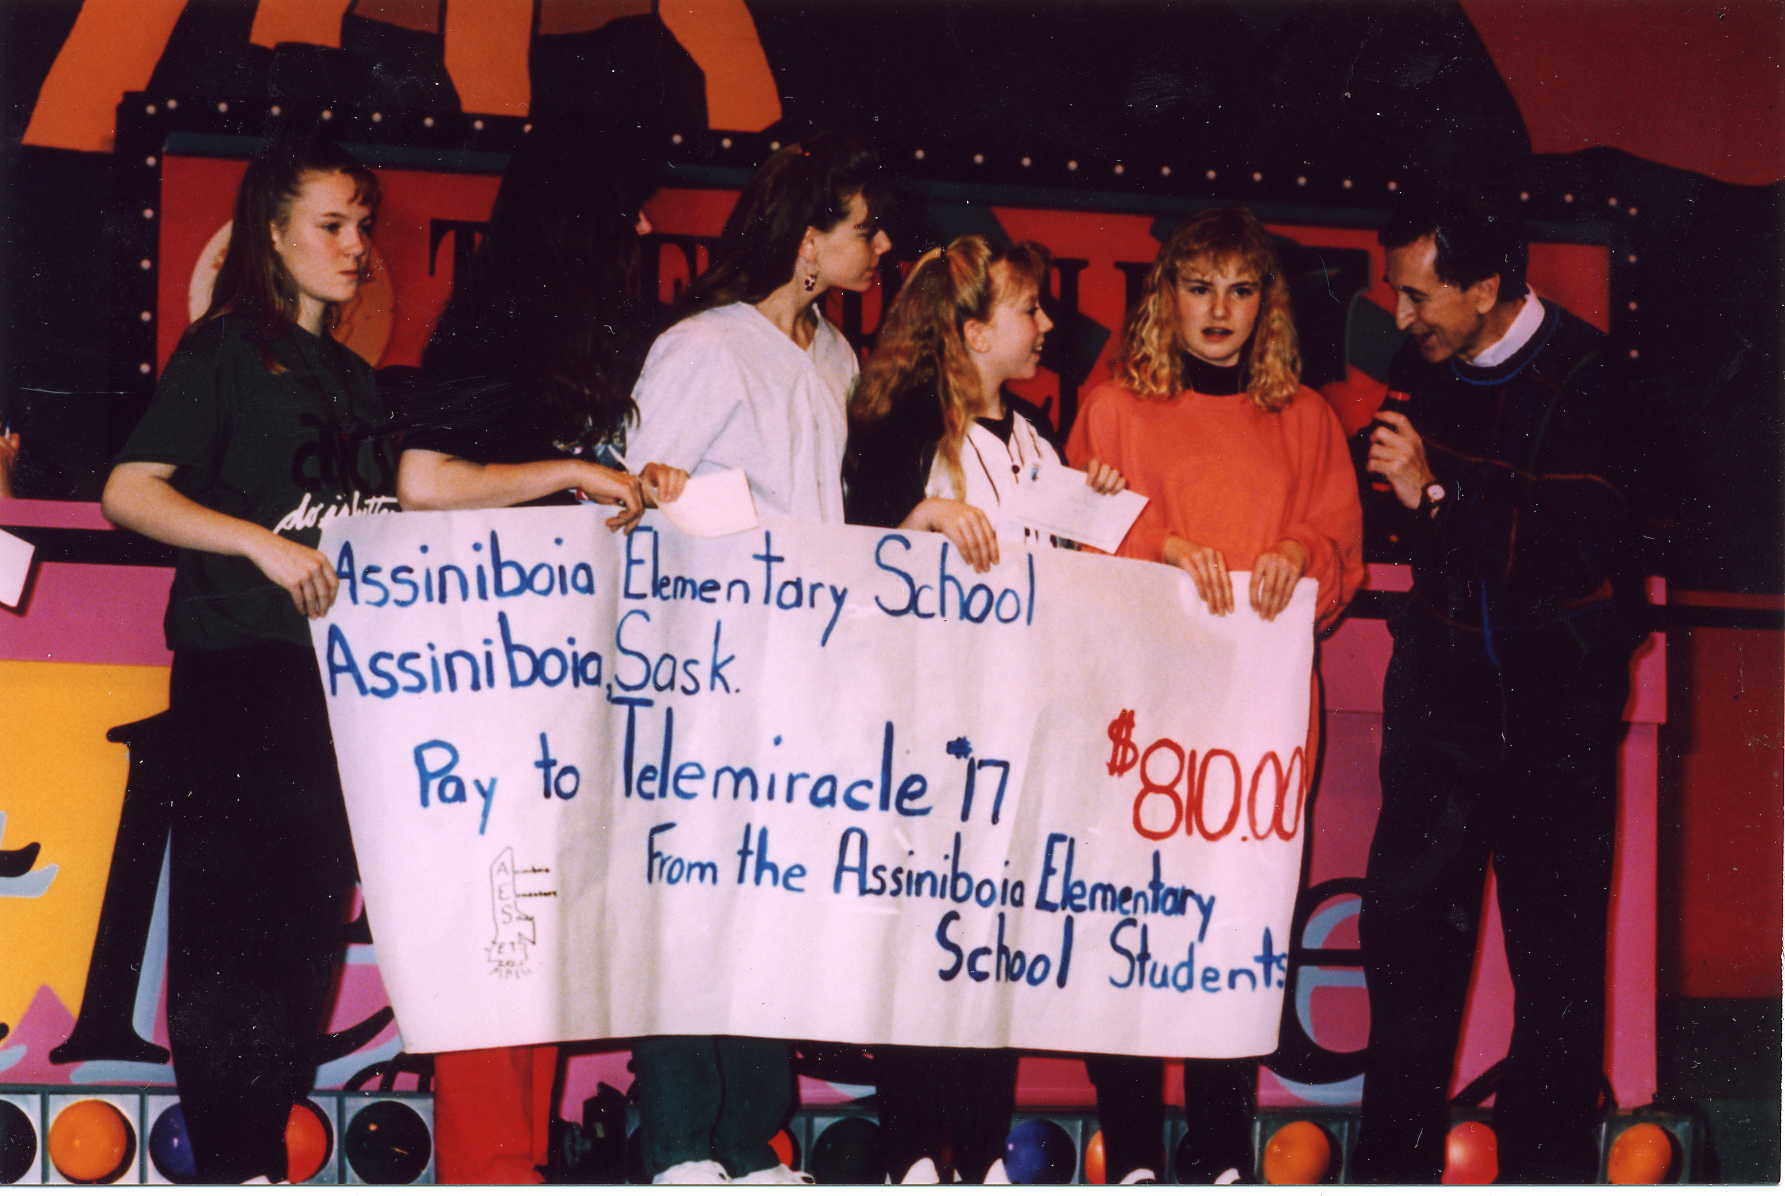 Assiniboia Elementary School
Assiniboia, Sask.
Pay to Telemiracle #17 $810.00
From the Assiniboia Elementary
School Students
A
E
S